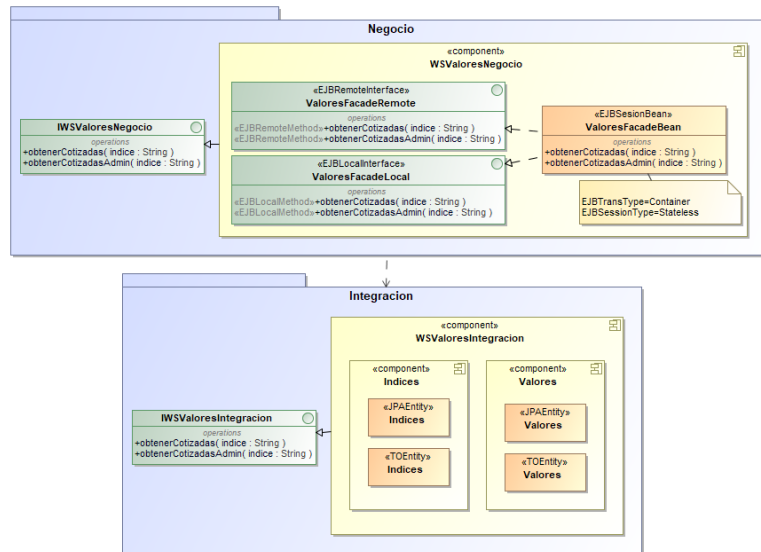 Negocio
«component»
WSValoresNegocio
«EJBRemoteInterface»
ValoresFacadeRemote
operations
«EJBRemoteMethod»+obtenerCotizadas( indice : String )
«EJBRemoteMethod»+obtenerCotizadasAdmin( indice : String )
«EJBLocalInterface»
ValoresFacadeLocal
operations
«EJBLocalMethod»+obtenerCotizadas( indice : String )
«EJBLocalMethod»+obtenerCotizadasAdmin( indice : String )
IWSValoresNegocio
operations
+obtenerCotizadas( indice : String )
+obtenerCotizadasAdmin( indice : String )
«EJBSesionBean»
ValoresFacadeBean
operations
+obtenerCotizadas( indice : String )
+obtenerCotizadasAdmin( indice : String )
EJBTransType=Container
EJBSessionType=Stateless
Integracion
«component»
WSValoresIntegracion
«component»
Indices
«JPAEntity»
Indices
«TOEntity»
Indices
«component»
Valores
«JPAEntity»
Valores
«TOEntity»
Valores
IWSValoresIntegracion
operations
+obtenerCotizadas( indice : String )
+obtenerCotizadasAdmin( indice : String )